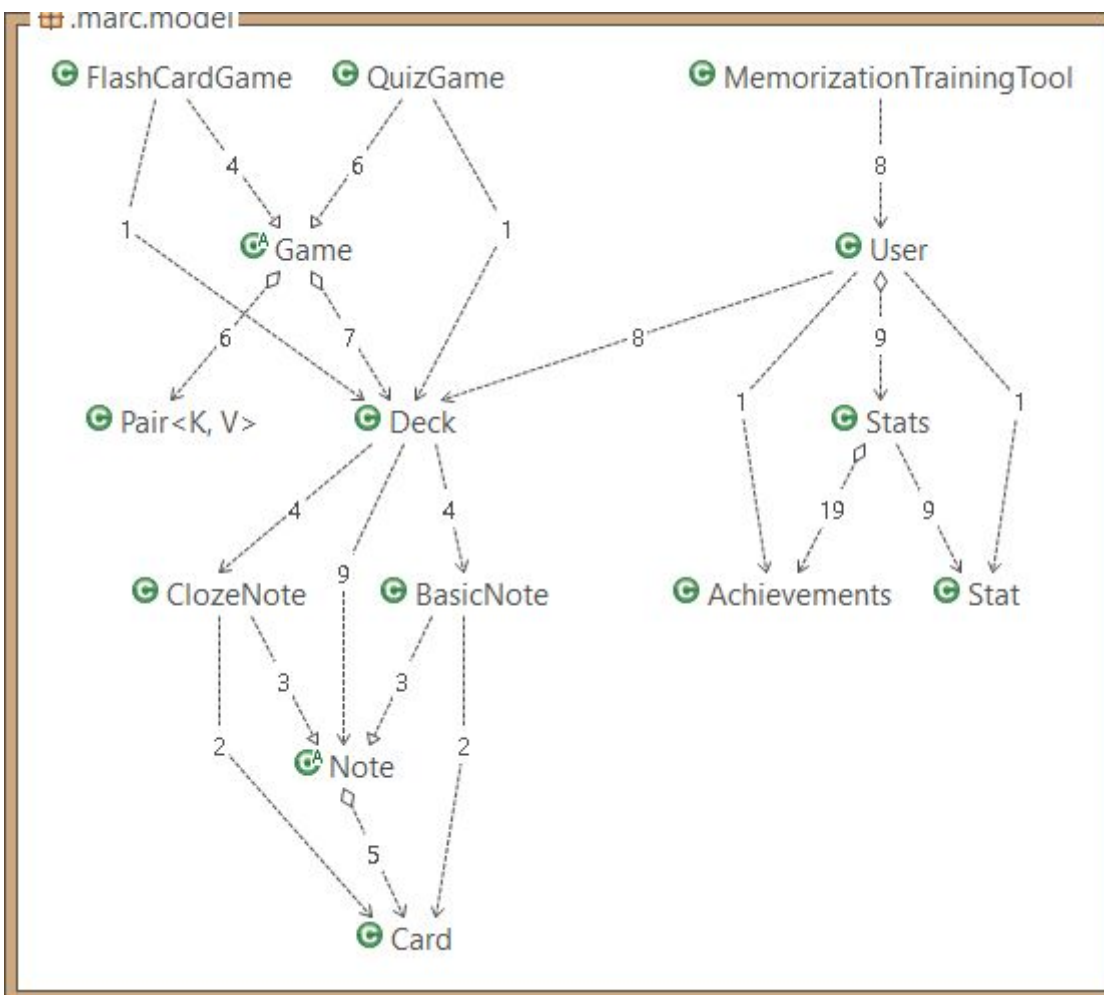 .marc.model
FlashCardGame QuizGame MemorizationTrainingTool
4 6 8
1 1
Game User
6 7 8 9
1 1
Pair<K, V> Deck Stats
4 4 19 9
9
ClozeNote BasicNote Achievements Stat
3 3
2 2
Note
5
Card